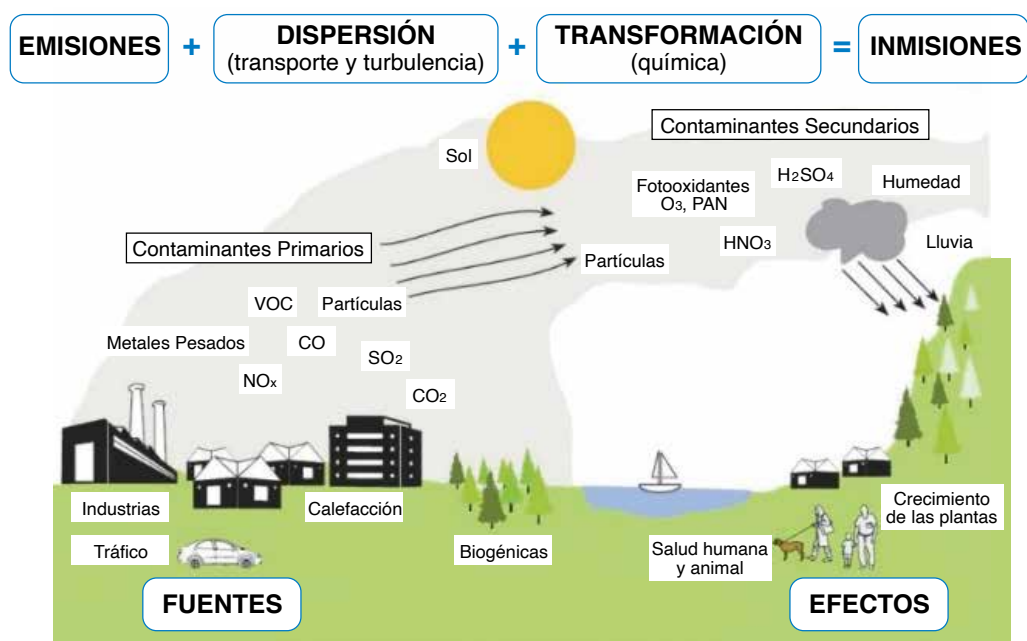 EMISIONES + DISPERSIÓN (transporte y turbulencia) + TRANSFORMACIÓN (química) = INMISIONES
Contaminantes Secundarios
Sol
H2SO4
Fotooxidantes
O3, PAN
Humedad
HNO3
Lluvia
Contaminantes Primarios
Partículas
VOC
Partículas
Metales Pesados
CO
SO2
NOx
CO2
Industrias
Calefacción
Crecimiento
de las plantas
Tráfico
Biogénicas
Salud humana
y animal
FUENTES
EFECTOS